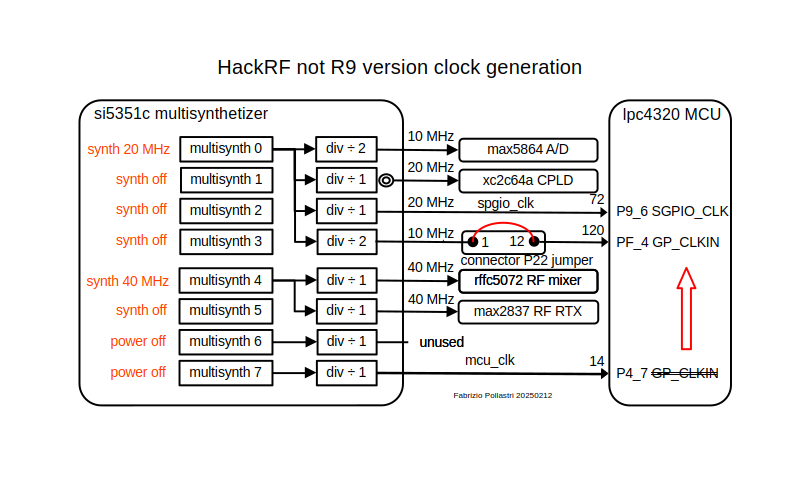 HackRF not R9 version clock generation
si5351c multisynthetizer
lpc4320 MCU
synth 20 MHz multisynth 0 div ÷ 2 10 MHz max5864 A/D
synth off multisynth 1 div ÷ 1 20 MHz xc2c64a CPLD
synth off multisynth 2 div ÷ 1 20 MHz spgio_clk 72 P9_6 SGPIO_CLK
synth off multisynth 3 div ÷ 2 10 MHz 1 12 120 PF_4 GP_CLKIN
connector P22 jumper
synth 40 MHz multisynth 4 div ÷ 1 40 MHz rffc5072 RF mixer
synth off multisynth 5 div ÷ 1 40 MHz max2837 RF RTX
power off multisynth 6 div ÷ 1 unused
power off multisynth 7 div ÷ 1 mcu_clk 14 P4_7 GP_CLKIN
Fabrizio Pollastri 20250212